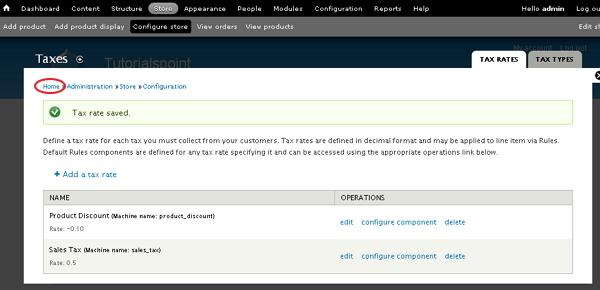 Dashboard Content Structure Store Appearance People Modules Configuration Reports Help Hello admin Log ou
Add product Add product display Configure store View orders View products Edit s
My account Log out
Taxes
Tutorialspoint
TAX RATES TAX TYPES
Home » Administration » Store » Configuration
Tax rate saved.
Define a tax rate for each tax you must collect from your customers. Tax rates are defined in decimal format and may be applied to line item via Rules.
Default Rules components are defined for any tax rate specifying it and can be accessed using the appropriate operations link below.
+ Add a tax rate
NAME OPERATIONS
Product Discount (Machine name: product_discount)
edit configure component delete
Rate: -0.10
Sales Tax (Machine name: sales_tax)
edit configure component delete
Rate: 0.5